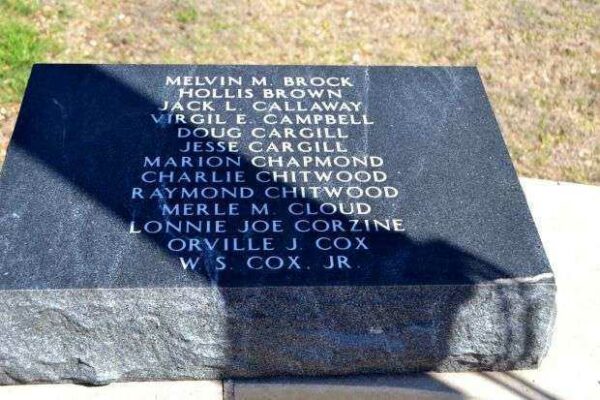 MELVIN M. BROCK
HOLLIS BROWN
JACK L. CALLAWAY
VIRGIL E. CAMPBELL
DOUG CARGILL
JESSE CARGILL
MARION CHAPMOND
CHARLIE CHITWOOD
RAYMOND CHITWOOD
MERLE M. CLOUD
LONNIE JOE CORZINE
ORVILLE J. COX
W. S. COX, JR.